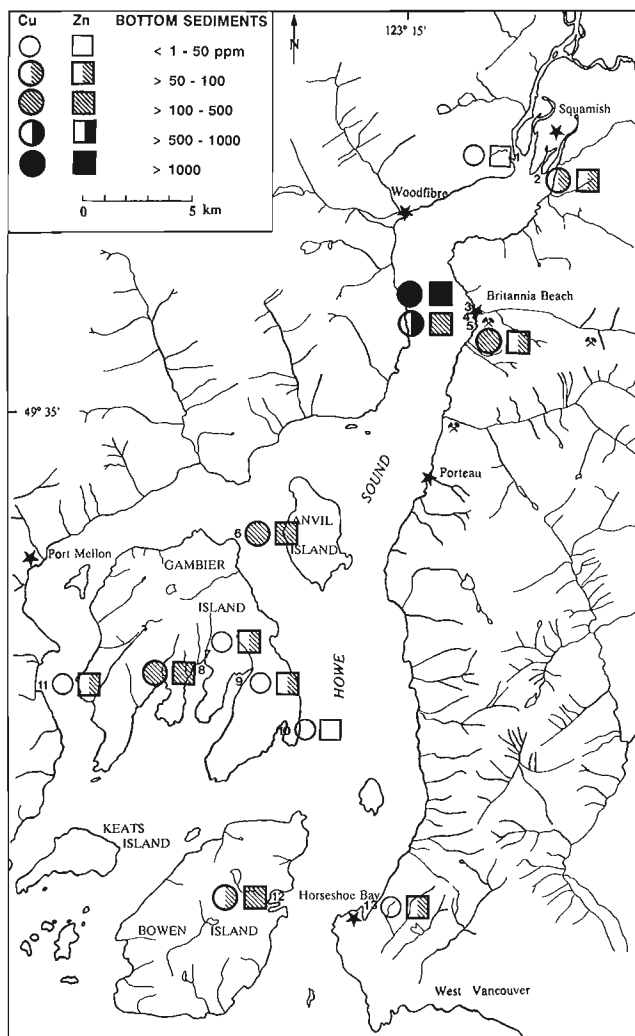 Cu Zn BOTTOM SEDIMENTS
< 1 - 50 ppm
> 50 - 100
> 100 - 500
> 500 - 1000
> 1000
0 5
km
N
123° 15'
Squamish
1
2
Woodfibre
3
Britannia Beach
4
5
49° 35'
SOUND
Porteau
6
ANVIL
ISLAND
Port Mellon
GAMBIER
ISLAND
7
8
9
11
HOWE
10
KEATS
ISLAND
12
Horseshoe Bay
13
BOWEN ISLAND
West Vancouver